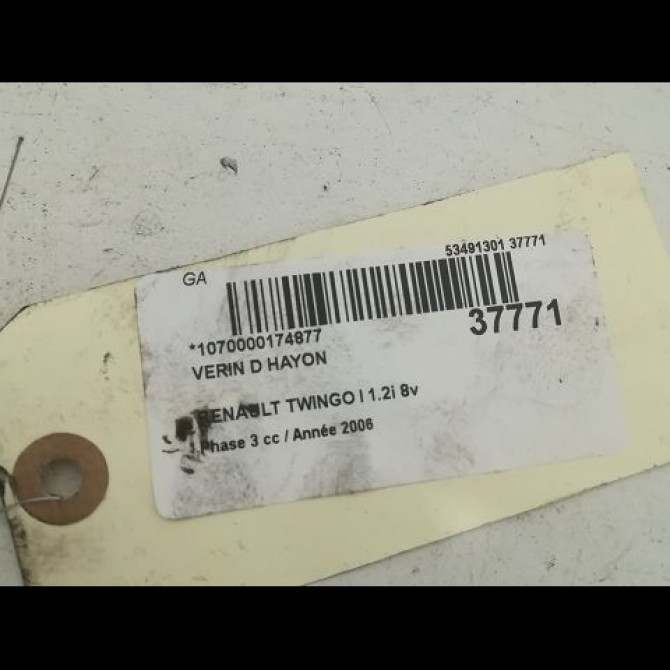 53491301 37771
GA
37771
*1070000174877
VERIN D HAYON
RENAULT TWINGO I 1.2i 8v
Phase 3 cc / Année 2006